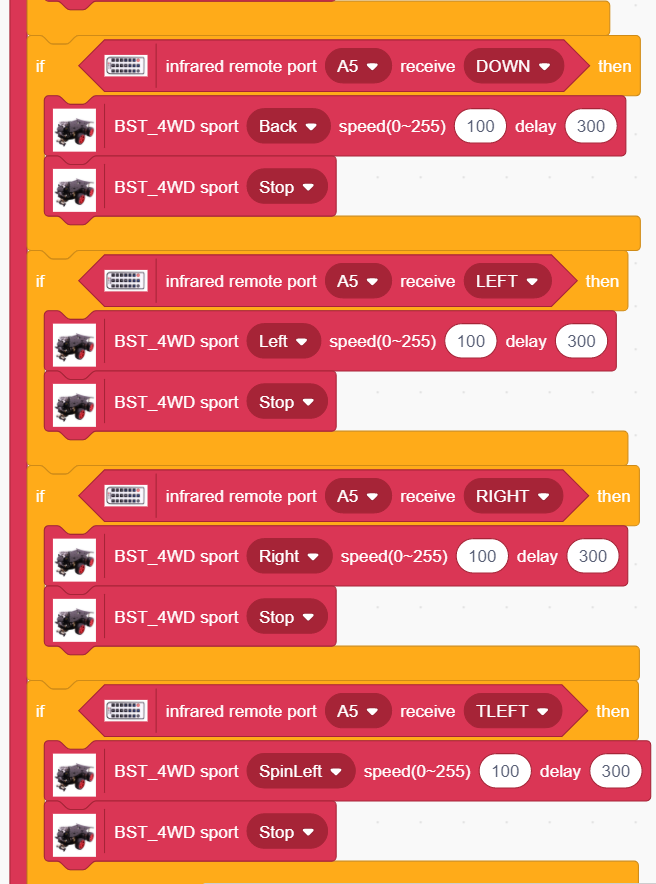 if infrared remote port A5 receive DOWN then
BST_4WD sport Back speed(0~255) 100 delay 300
BST_4WD sport Stop
if infrared remote port A5 receive LEFT then
BST_4WD sport Left speed(0~255) 100 delay 300
BST_4WD sport Stop
if infrared remote port A5 receive RIGHT then
BST_4WD sport Right speed(0~255) 100 delay 300
BST_4WD sport Stop
if infrared remote port A5 receive TLEFT then
BST_4WD sport SpinLeft speed(0~255) 100 delay 300
BST_4WD sport Stop